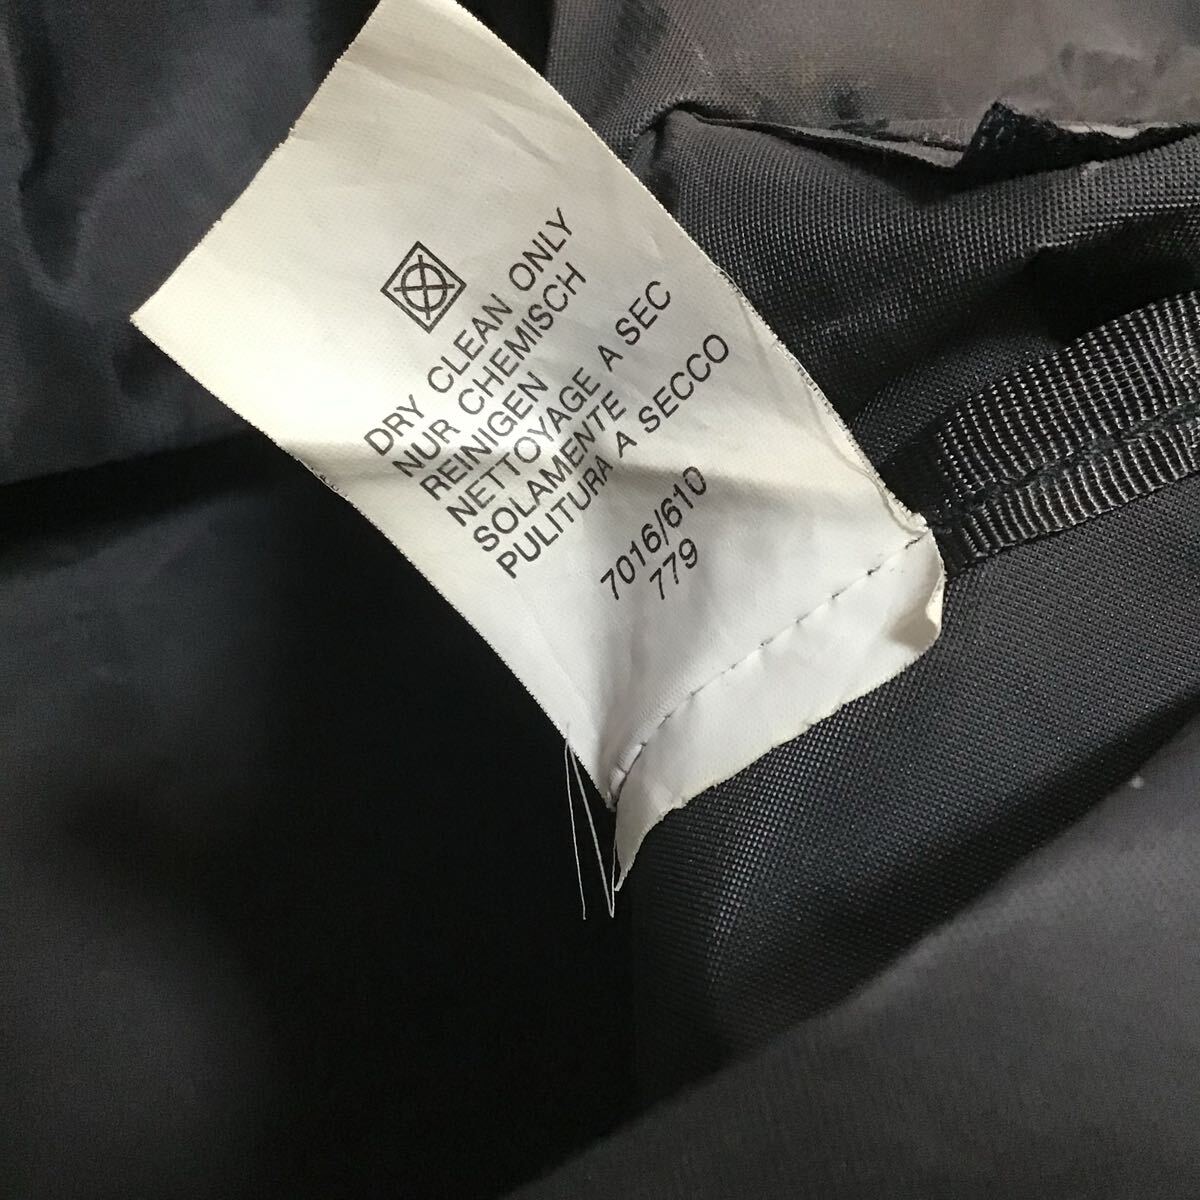 DRY CLEAN ONLY
NUR CHEMISCH
REINIGEN
NETTOYAGE A SEC
SOLAMENTE
PULITURA A SECCO
7016/610
779